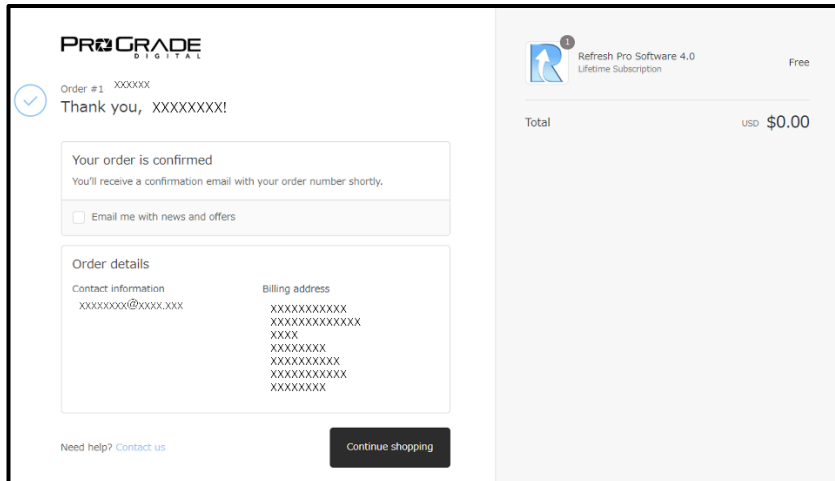 PROGRADE
DIGITAL
Order #1 XXXXXX
Thank you, XXXXXXXX!
Your order is confirmed
You'll receive a confirmation email with your order number shortly.
Email me with news and offers
Order details
Contact information
XXXXXXXX@XXXX.XXX
Billing address
XXXXXXXXXXX
XXXXXXXXXXXXX
XXXX
XXXXXXXX
XXXXXXXXXX
XXXXXXXXXXX
XXXXXXXX
Need help? Contact us
Continue shopping
1
Refresh Pro Software 4.0
Lifetime Subscription
Free
Total
USD $0.00